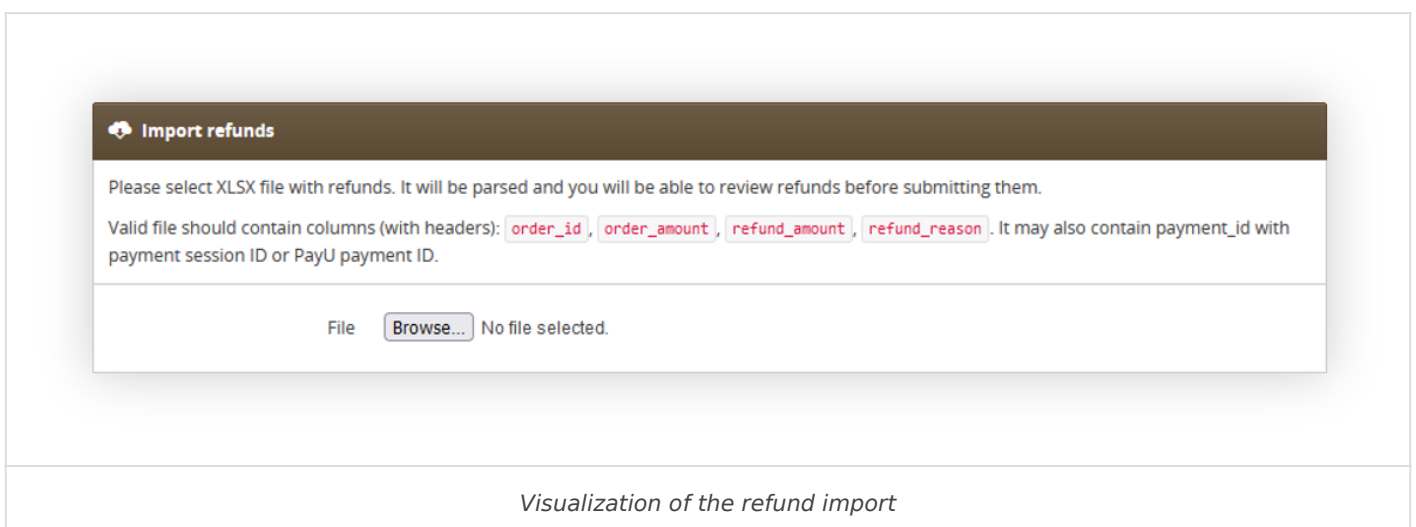 Import refunds
Please select XLSX file with refunds. It will be parsed and you will be able to review refunds before submitting them.
Valid file should contain columns (with headers): order_id, order_amount, refund_amount, refund_reason. It may also contain payment_id with
payment session ID or PayU payment ID.
File Browse... No file selected.
Visualization of the refund import